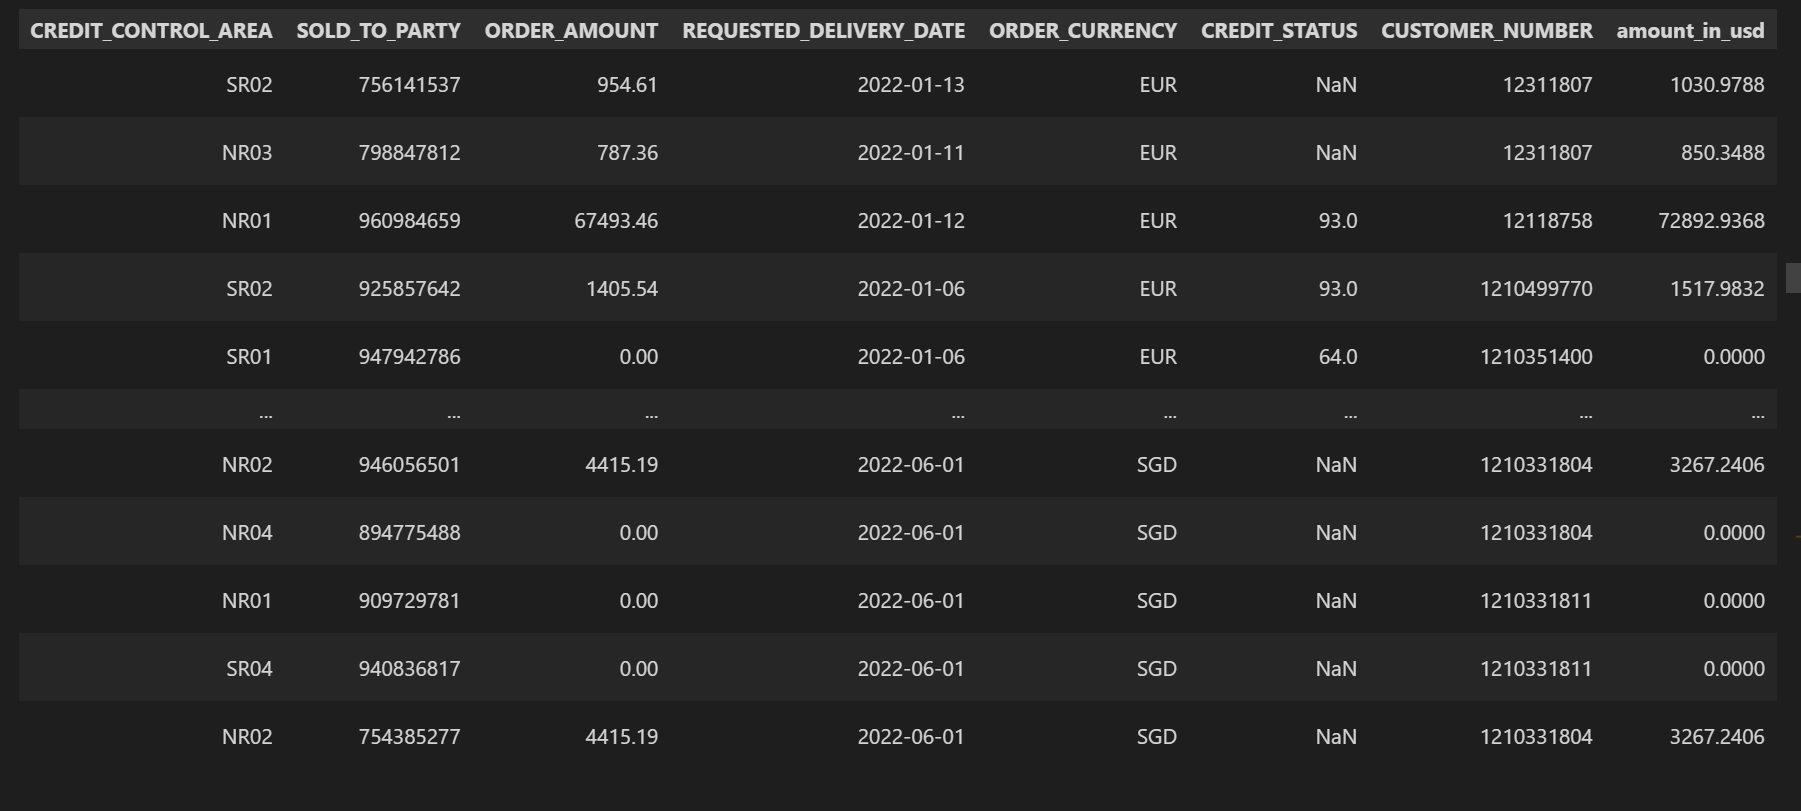 CREDIT_CONTROL_AREA SOLD_TO_PARTY ORDER_AMOUNT REQUESTED_DELIVERY_DATE ORDER_CURRENCY CREDIT_STATUS CUSTOMER_NUMBER amount_in_usd
SR02 756141537 954.61 2022-01-13 EUR NaN 12311807 1030.9788
NR03 798847812 787.36 2022-01-11 EUR NaN 12311807 850.3488
NR01 960984659 67493.46 2022-01-12 EUR 93.0 12118758 72892.9368
SR02 925857642 1405.54 2022-01-06 EUR 93.0 1210499770 1517.9832
SR01 947942786 0.00 2022-01-06 EUR 64.0 1210351400 0.0000
... ... ... ... ... ... ... ...
NR02 946056501 4415.19 2022-06-01 SGD NaN 1210331804 3267.2406
NR04 894775488 0.00 2022-06-01 SGD NaN 1210331804 0.0000
NR01 909729781 0.00 2022-06-01 SGD NaN 1210331811 0.0000
SR04 940836817 0.00 2022-06-01 SGD NaN 1210331811 0.0000
NR02 754385277 4415.19 2022-06-01 SGD NaN 1210331804 3267.2406